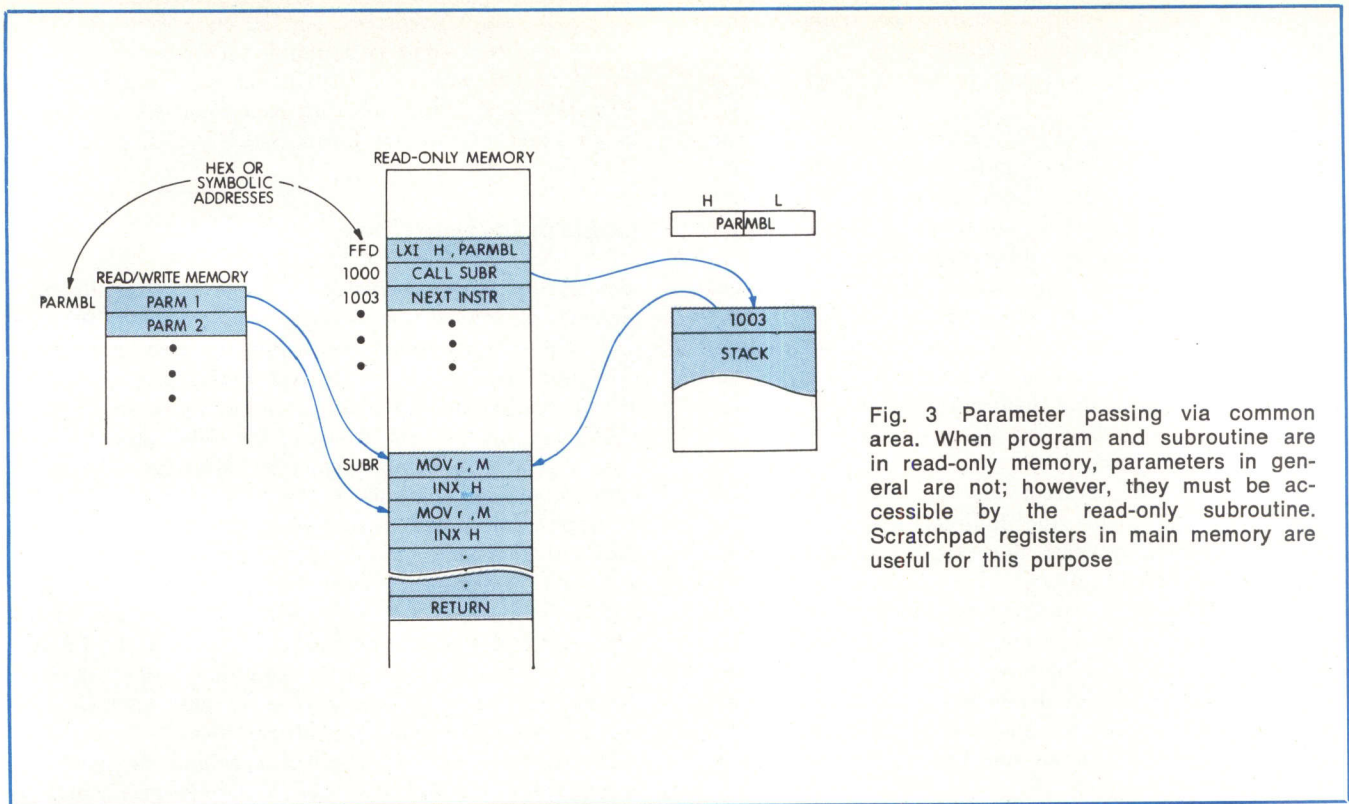 HEX OR
SYMBOLIC
ADDRESSES
READ-ONLY MEMORY
FFD LXI H, PARMBL
1000 CALL SUBR
1003 NEXT INSTR
READ/WRITE MEMORY
PARMBL PARM 1
PARM 2
H L
PARMBL
1003
STACK
SUBR MOV r, M
INX H
MOV r, M
INX H
RETURN
Fig. 3 Parameter passing via common
area. When program and subroutine are
in read-only memory, parameters in gen-
eral are not; however, they must be ac-
cessible by the read-only subroutine.
Scratchpad registers in main memory are
useful for this purpose